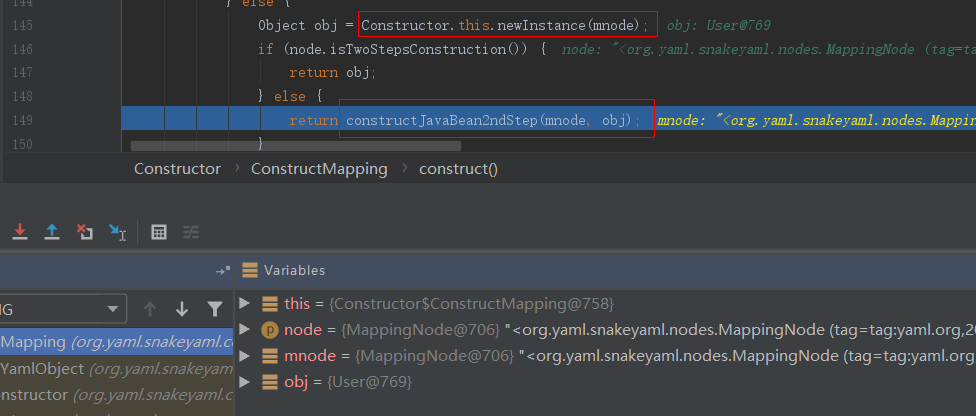 144 } else {
145 Object obj = Constructor.this.newInstance(mnode); obj: User@769
146 if (node.isTwoStepsConstruction()) { node: "<org.yaml.snakeyaml.nodes.MappingNode (tag=ta
147 return obj;
148 } else {
149 return constructJavaBean2ndStep(mnode, obj); mnode: "<org.yaml.snakeyaml.nodes.Mappin
150 }
Constructor › ConstructMapping › construct()
Variables
NG
this = {Constructor$ConstructMapping@758}
Mapping (org.yaml.snakeyaml.c
node = {MappingNode@706} "<org.yaml.snakeyaml.nodes.MappingNode (tag=tag:yaml.org,20
YamlObject (org.yaml.snakeyam
mnode = {MappingNode@706} "<org.yaml.snakeyaml.nodes.MappingNode (tag=tag:yaml.org
nstructor (org.yaml.snakeyaml.co
obj = {User@769}